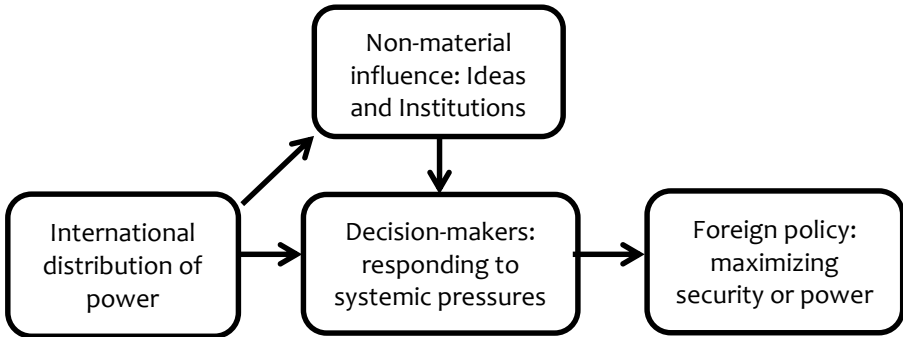 Non-material
influence: Ideas
and Institutions
International
distribution of
power
Decision-makers:
responding to
systemic pressures
Foreign policy:
maximizing
security or power